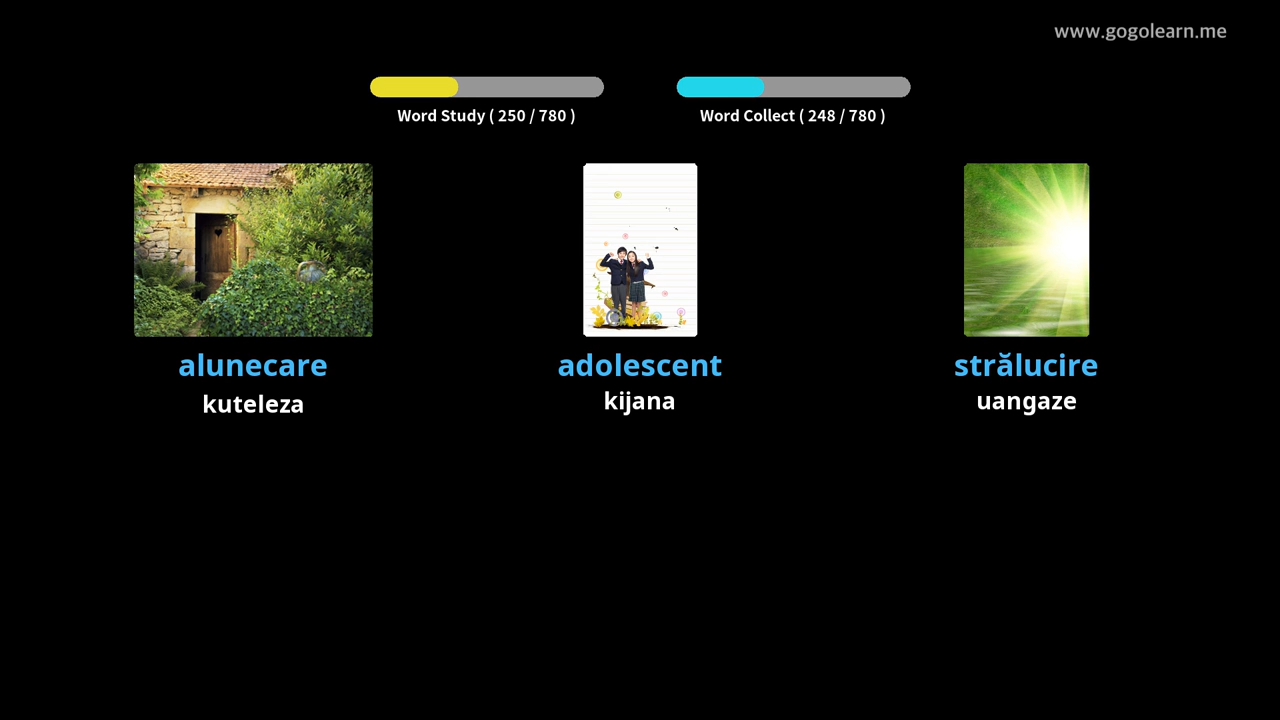 www.gogolearn.me
Word Study ( 250 / 780 )
Word Collect ( 248 / 780 )
alunecare
kuteleza
adolescent
kijana
strălucire
uangaze